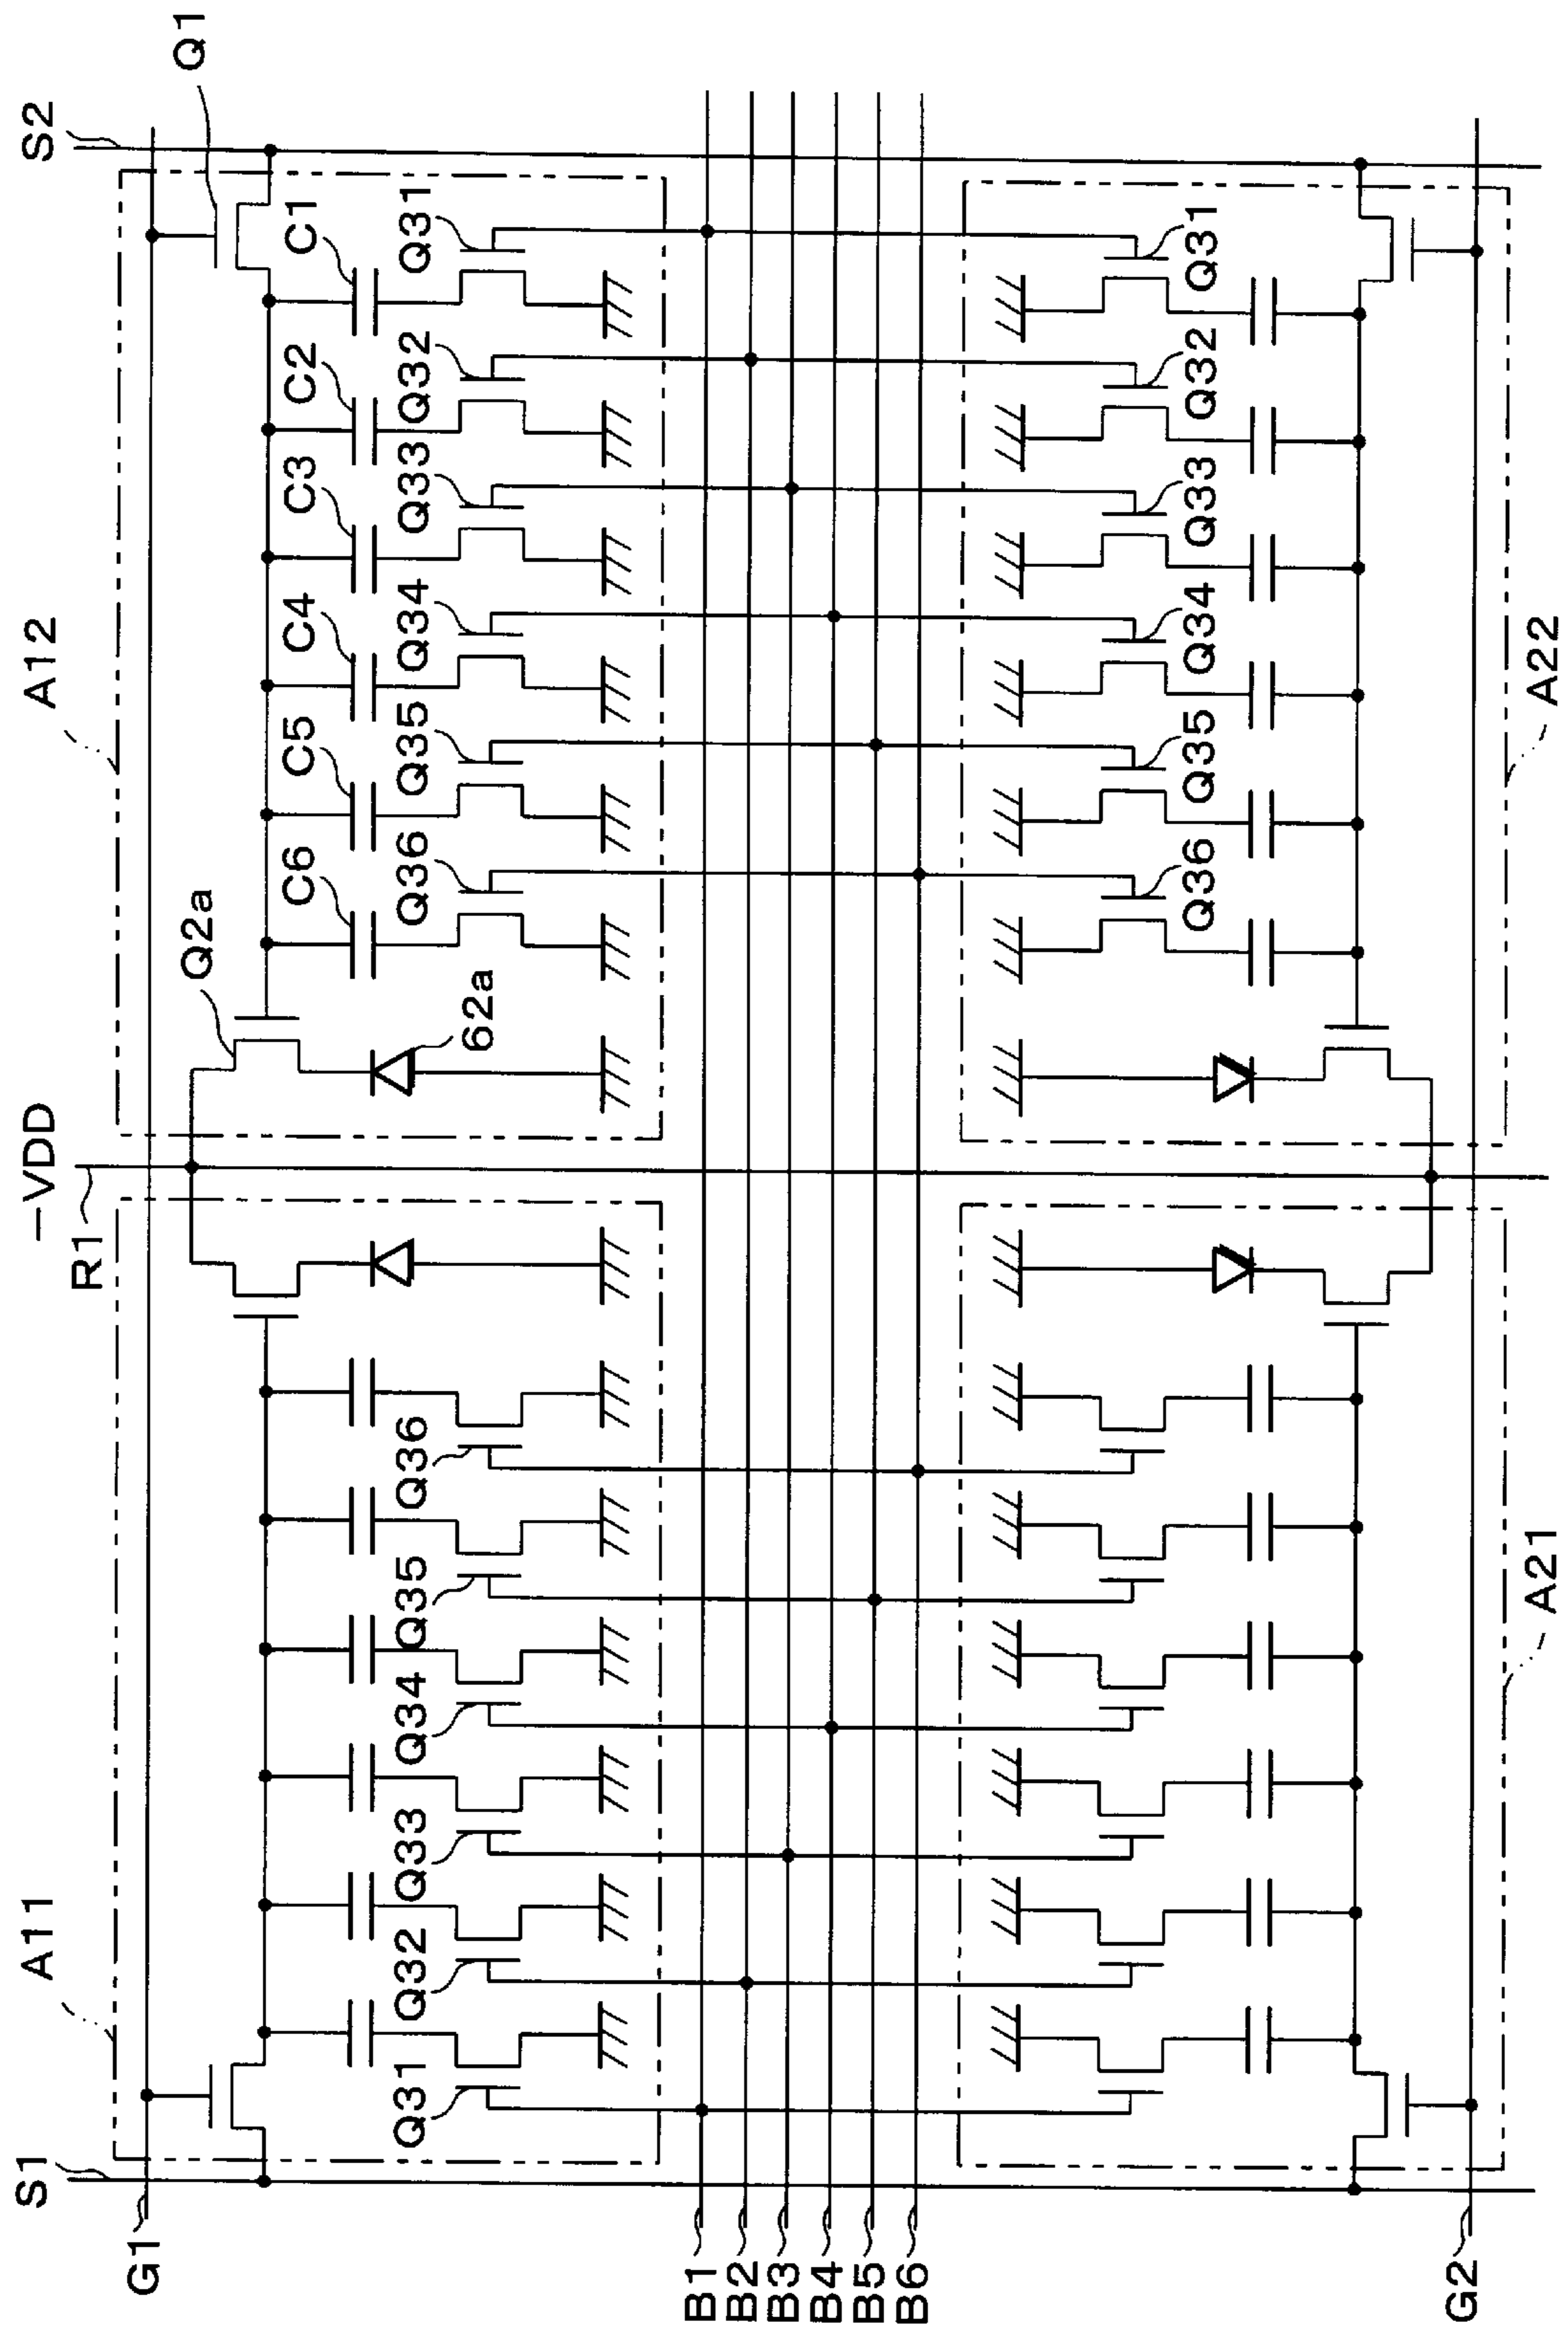 S1 A11 −VDD A12 S2
R1
G1 Q2a Q1
C6 C5 C4 C3 C2 C1
Q31 Q32 Q33 Q34 Q35 Q36 Q36 Q35 Q34 Q33 Q32 Q31
62a
B1
B2
B3
B4
B5
B6
Q36 Q35 Q34 Q33 Q32 Q31
G2
A21 A22